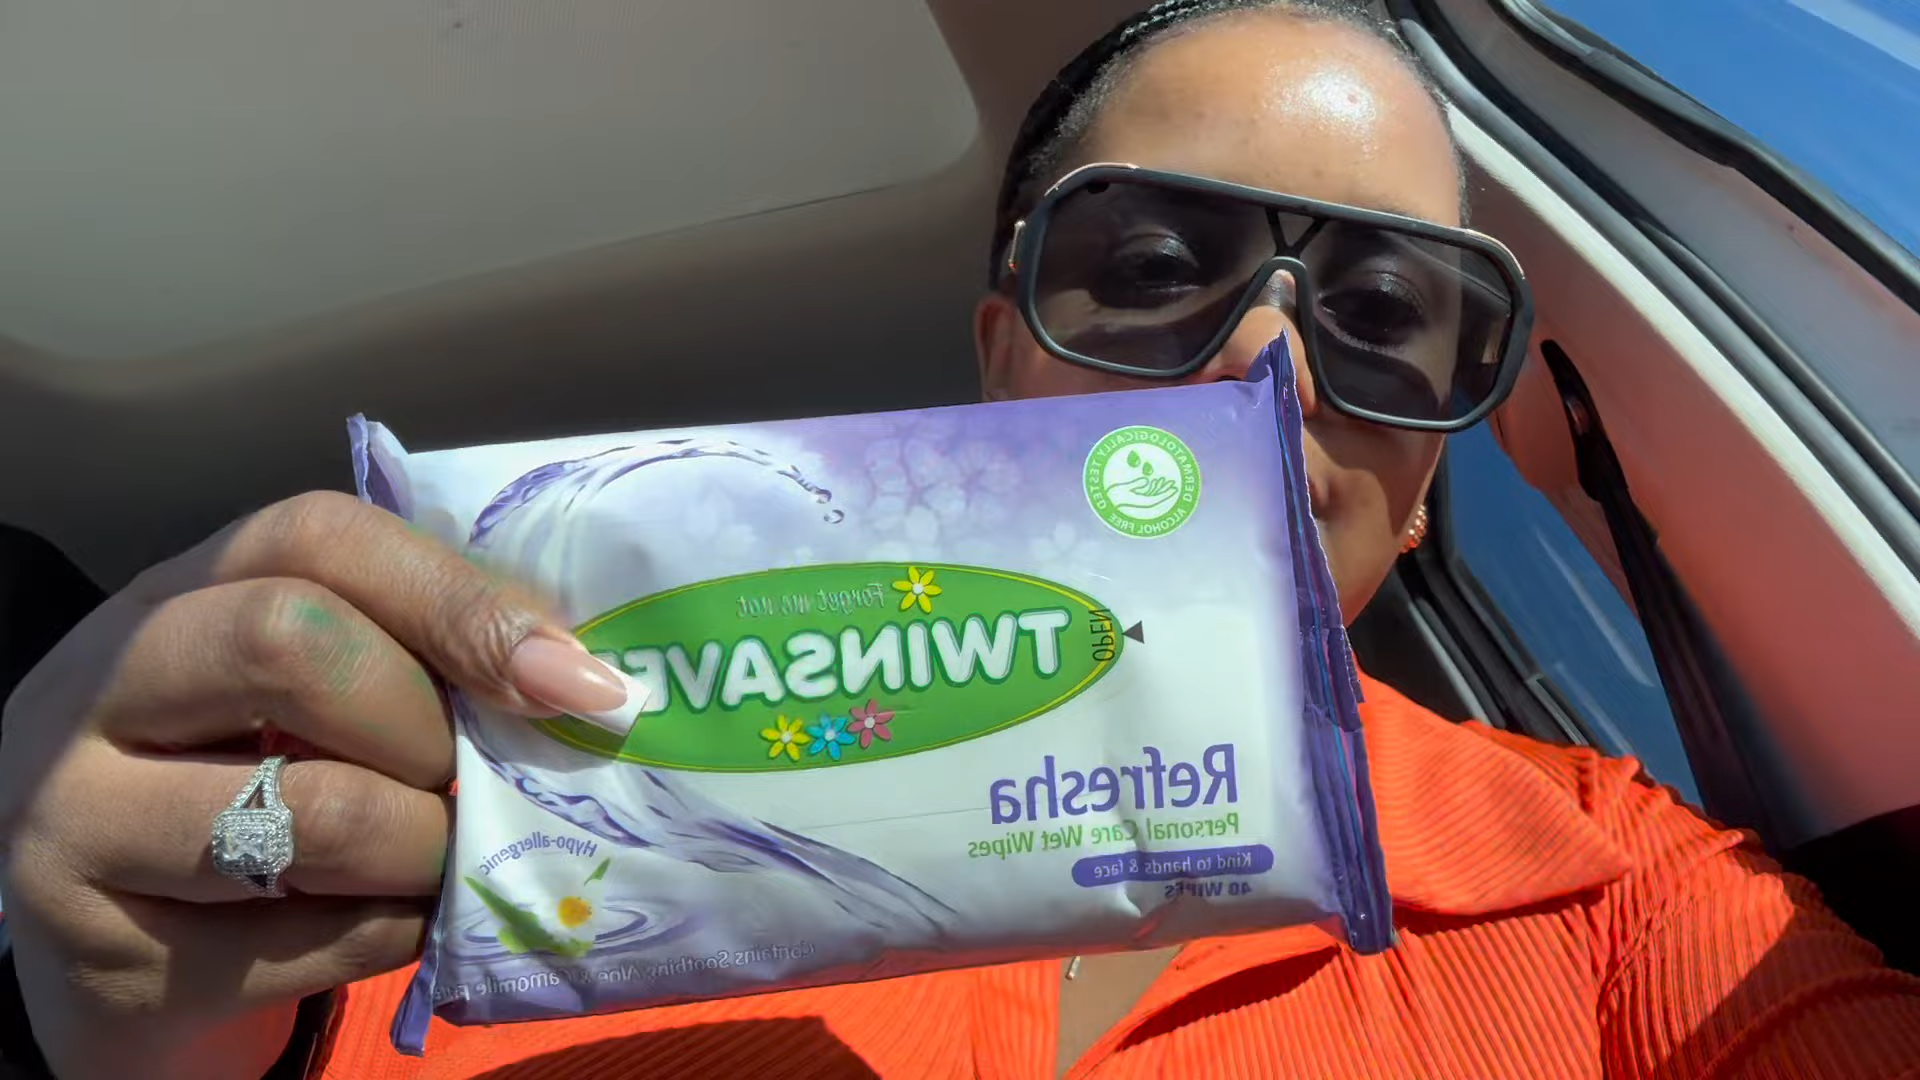 DERMATOLOGICALLY TESTED
ALCOHOL FREE
Forget me not
TWINSAVE
OPEN
Refresha
Personal Care Wet Wipes
Kind to hands & face
40 WIPES
Hypo-allergenic
Contains Soothing Aloe &